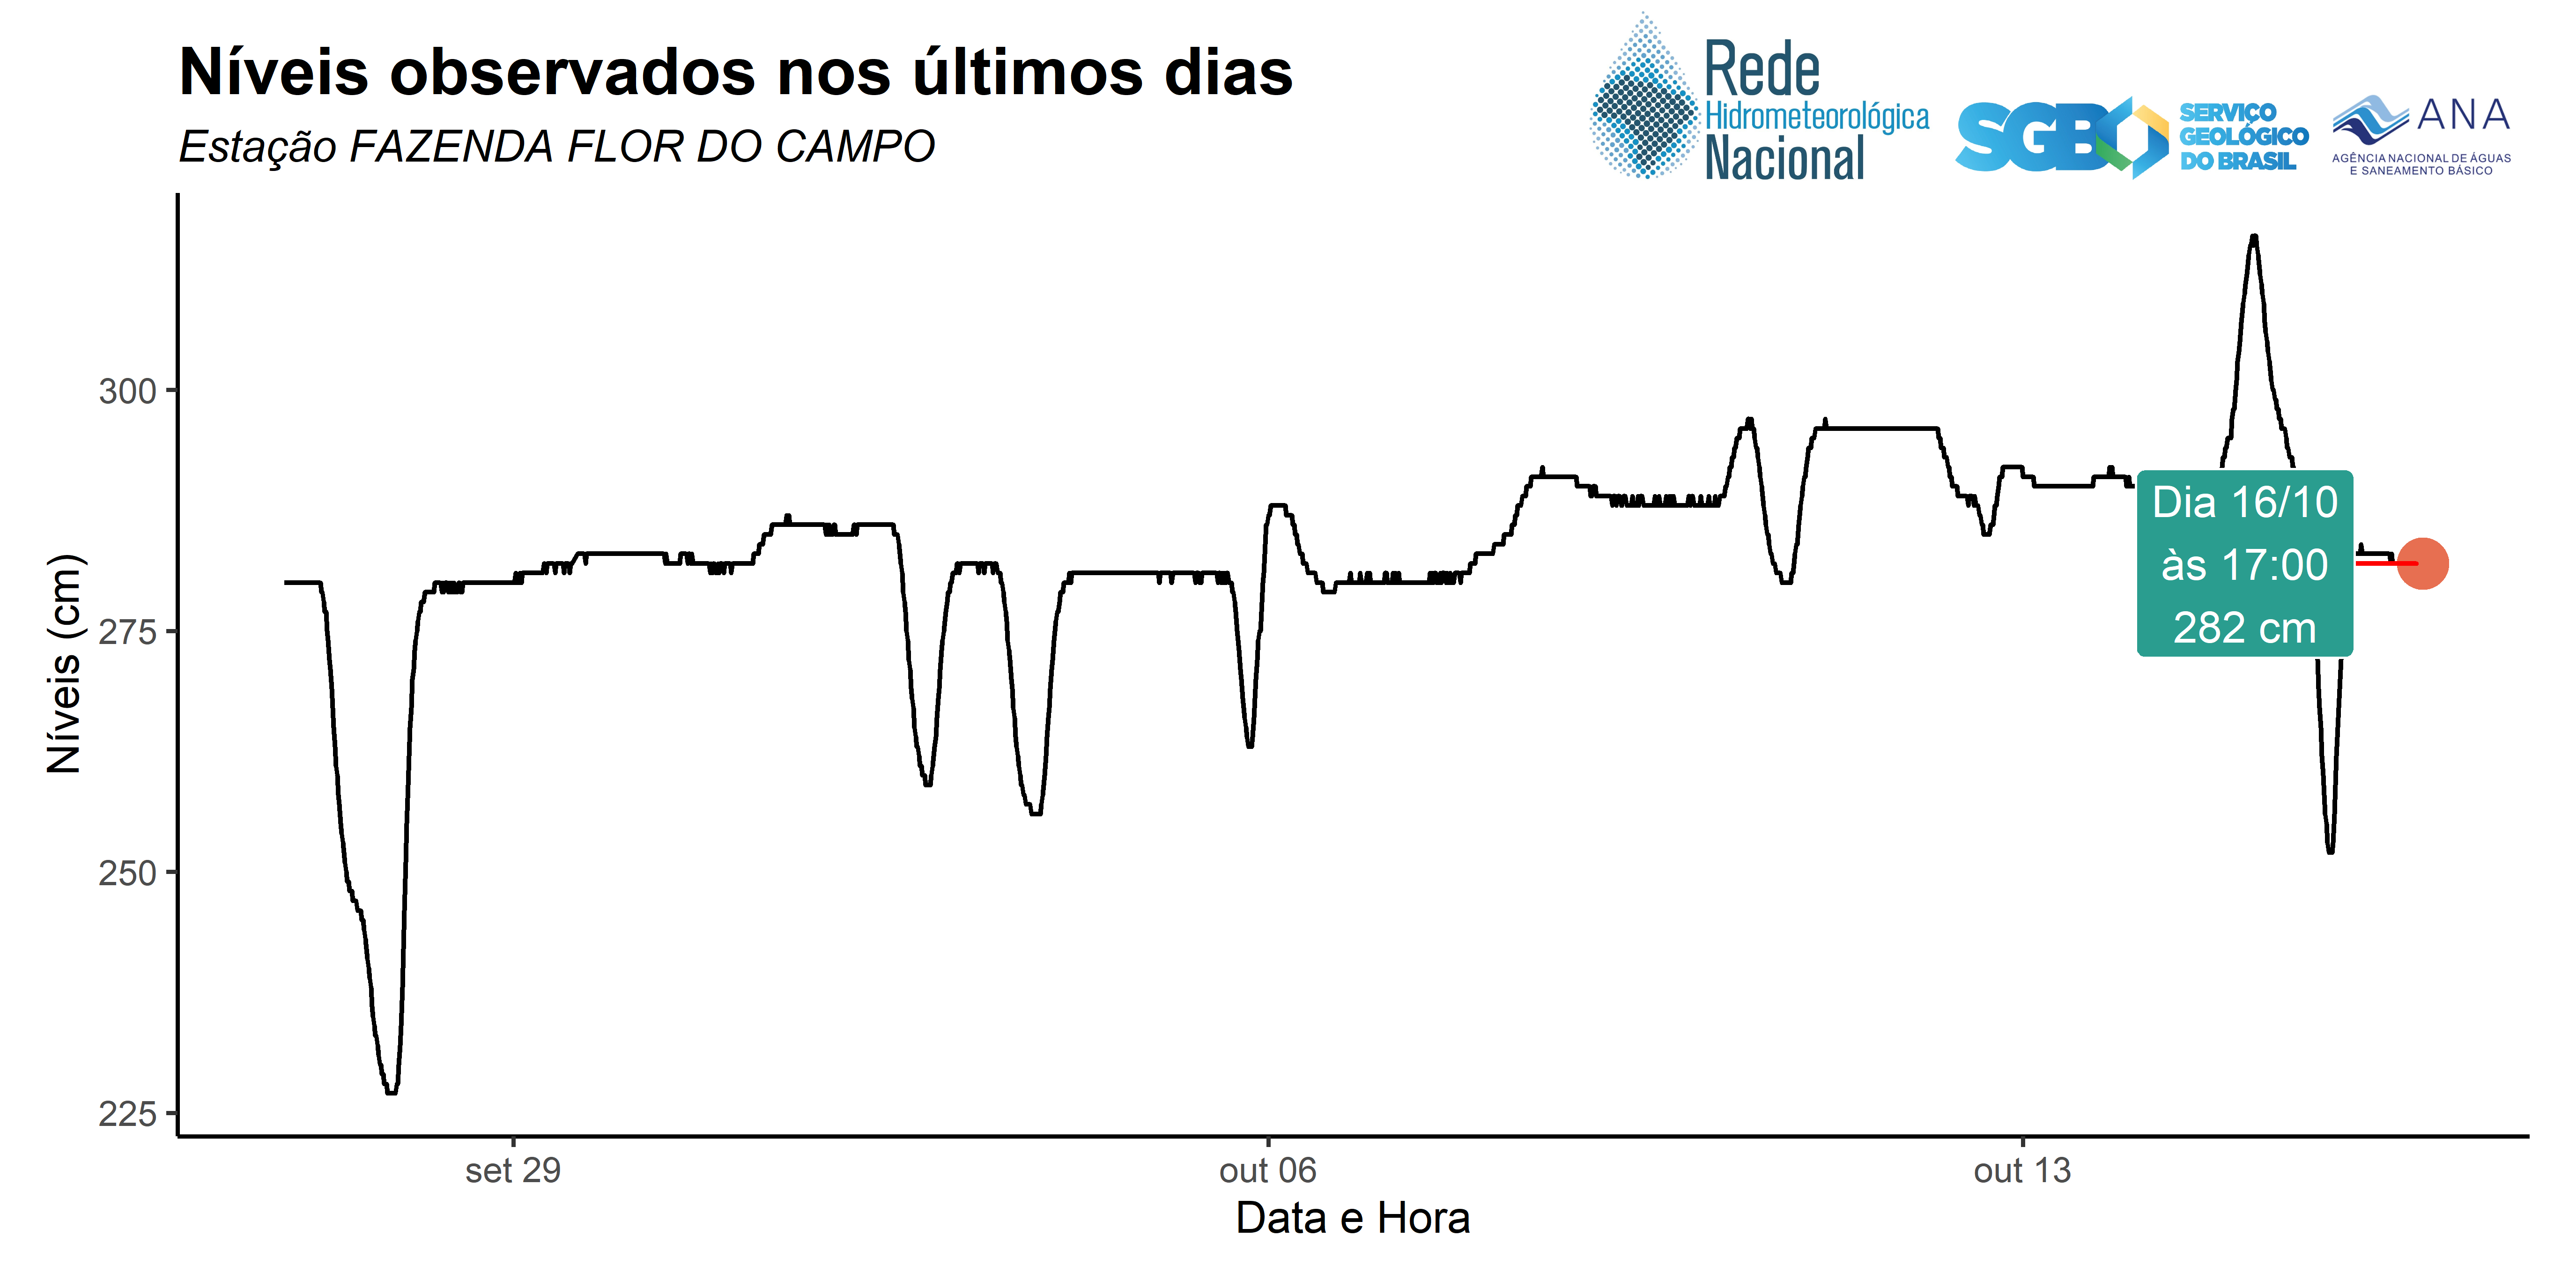 Níveis observados nos últimos dias
Estação FAZENDA FLOR DO CAMPO
Rede
Hidrometeorológica
Nacional
SGB
SERVIÇO
GEOLÓGICO
DO BRASIL
ANA
AGÊNCIA NACIONAL DE ÁGUAS
E SANEAMENTO BÁSICO
Níveis (cm)
300
275
250
225
Dia 16/10
às 17:00
282 cm
set 29
out 06
out 13
Data e Hora